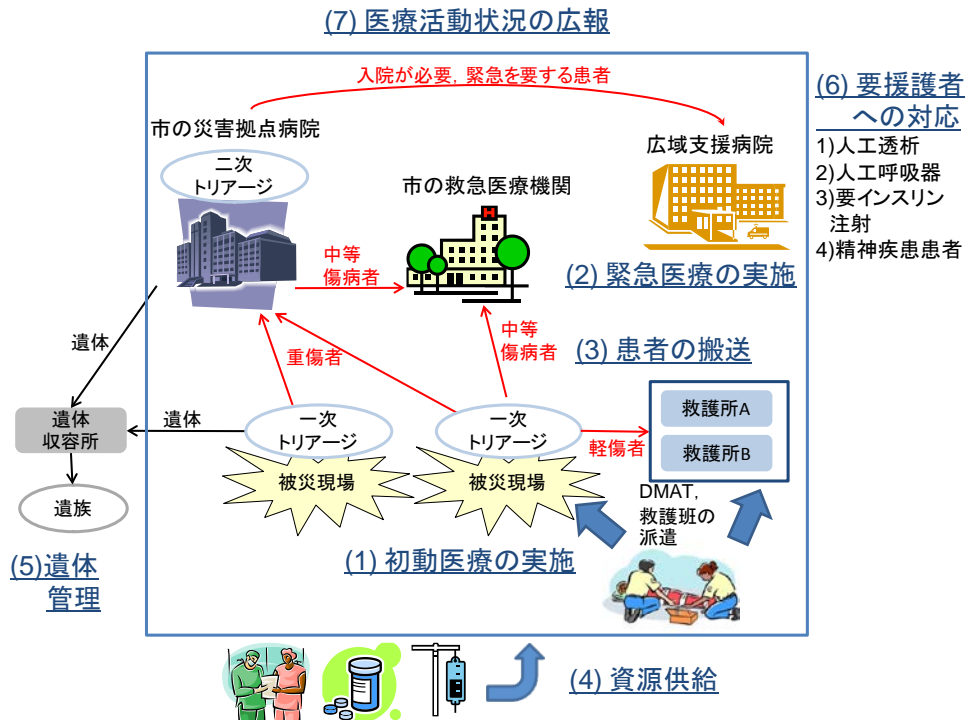 (7) 医療活動状況の広報
入院が必要，緊急を要する患者
(6) 要援護者
への対応
1)人工透析
2)人工呼吸器
3)要インスリン
注射
4)精神疾患患者
市の災害拠点病院
二次
トリアージ
広域支援病院
市の救急医療機関
H
中等
傷病者
(2) 緊急医療の実施
遺体
重傷者
中等
傷病者
(3) 患者の搬送
遺体
収容所
遺体
一次
トリアージ
一次
トリアージ
軽傷者
救護所A
救護所B
遺族
被災現場
被災現場
DMAT，
救護班の
派遣
(5)遺体
管理
(1) 初動医療の実施
(4) 資源供給